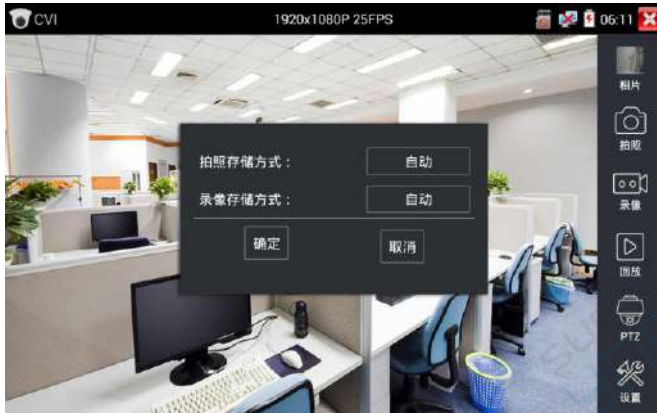 CVI
1920x1080P 25FPS
06:11
相片
拍照
拍照存储方式：
自动
录像存储方式：
自动
录像
确定
取消
回放
PTZ
设置